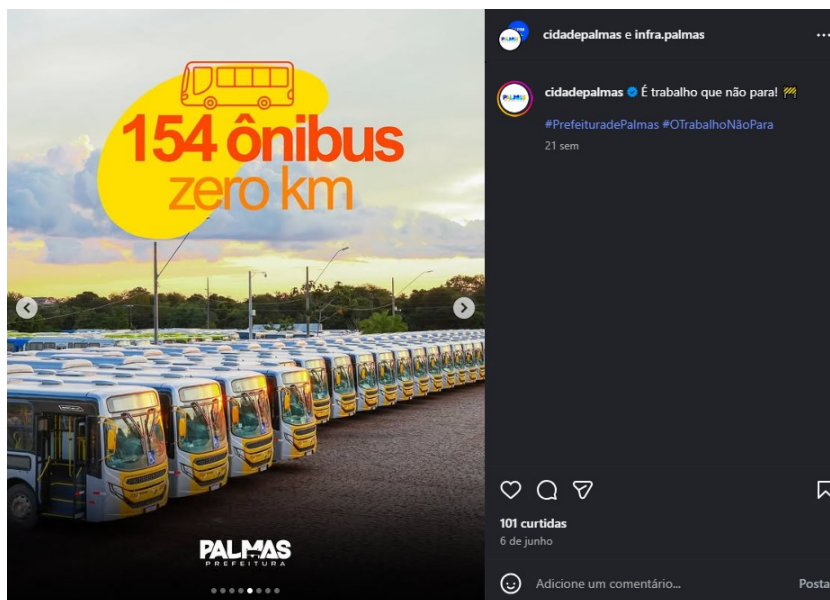 154 ônibus
zero km
PALMAS
PREFEITURA
cidadepalmas e infra.palmas
cidadepalmas É trabalho que não para!
#PrefeituradePalmas #OTrabalhoNãoPara
21 sem
101 curtidas
6 de junho
Adicione um comentário...
Posta